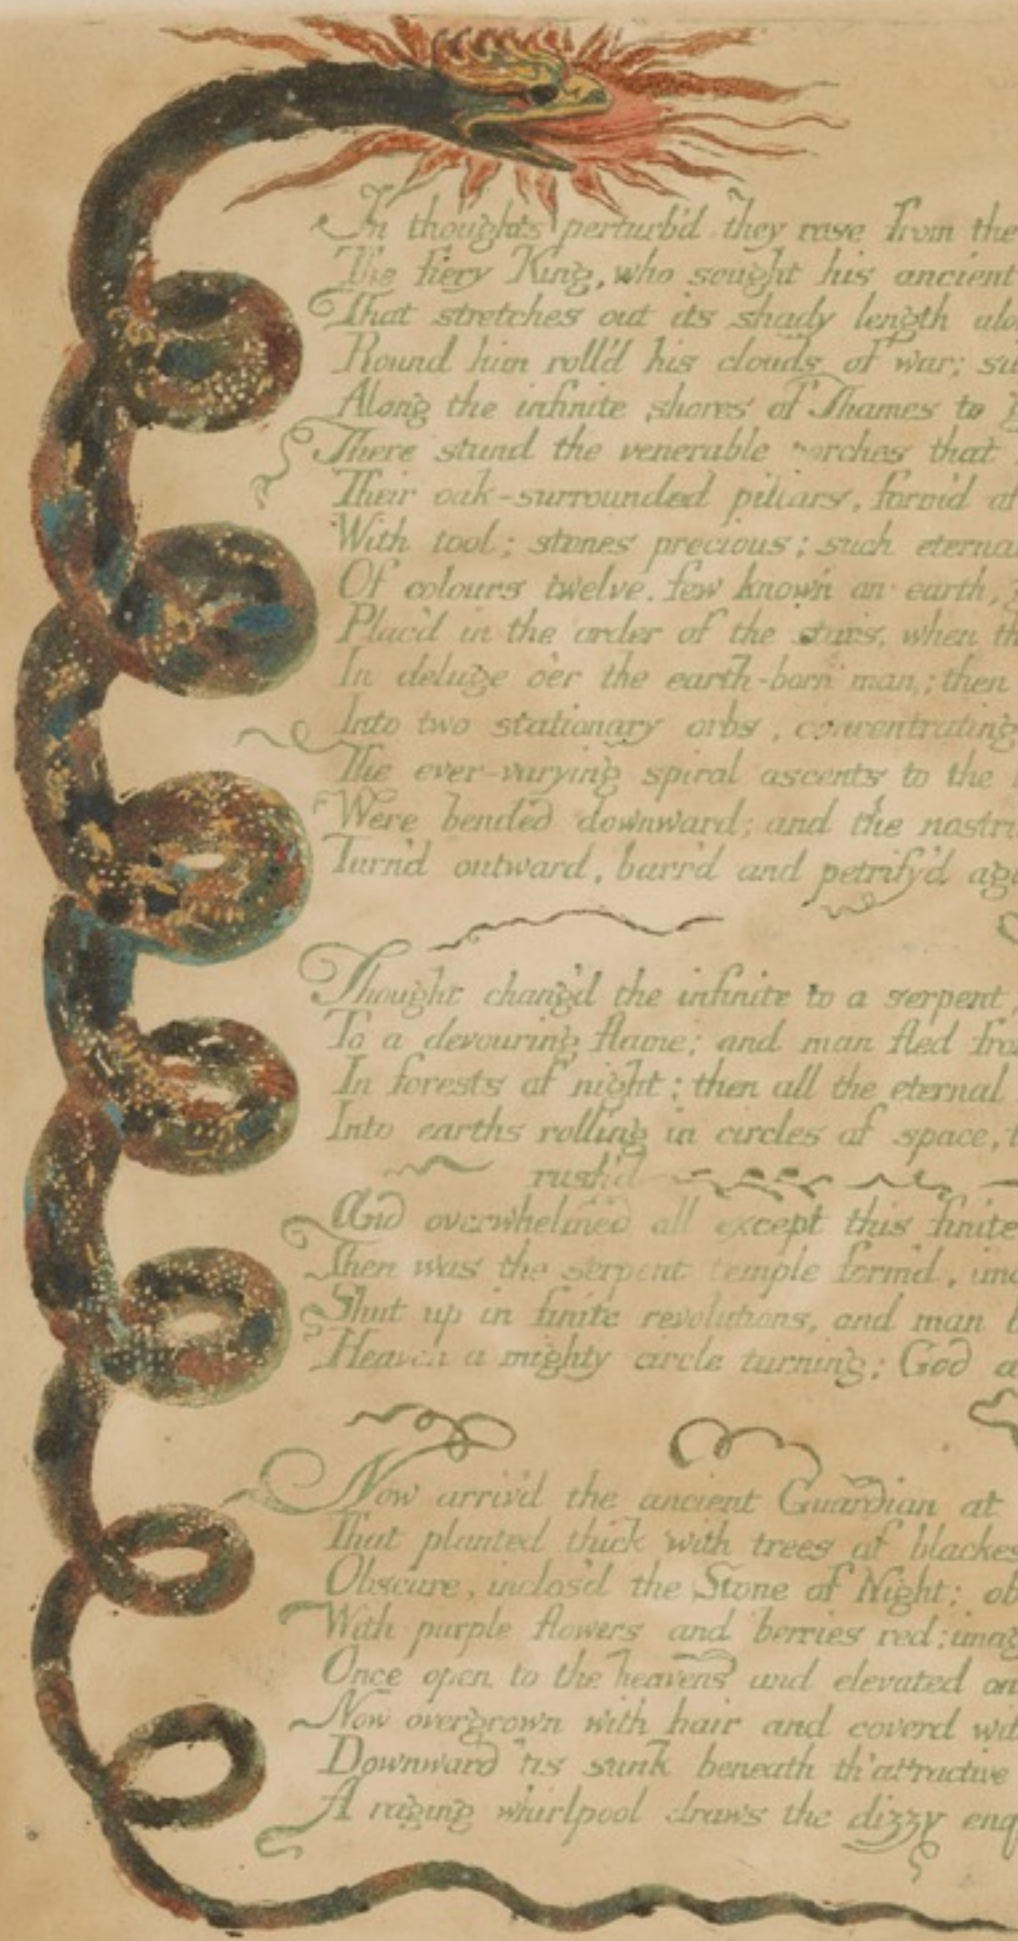 In thoughts perturb'd they rose from the
The fiery King, who sought his ancient
That stretches out its shady length alo
Round him roll'd his clouds of war; si
Along the infinite shores of Thames to
There stand the venerable porches that
Their oak-surrounded pillars, form'd of
With tool; stones precious; such eterna
Of colours twelve. few known on earth,
Plac'd in the order of the stars, when th
In deluge o'er the earth-born man,; then
Into two stationary orbs, concentrating
The ever-varying spiral ascents to the
Were bended downward; and the nostri
Turn'd outward, barr'd and petrify'd aga
Thought chang'd the infinite to a serpent,
To a devouring flame; and man fled fro
In forests of night; then all the eternal
Into earths rolling in circles of space, t
rush'd
And overwhelmed all except this finite
Then was the serpent temple form'd, im
Shut up in finite revolutions, and man b
Heaven a mighty circle turning; God a
Now arriv'd the ancient Guardian at
That planted thick with trees of blackes
Obscure, inclos'd the Stone of Night; ob
With purple flowers and berries red; imag
Once open to the heavens and elevated on
Now overgrown with hair and coverd wit
Downward 'tis sunk beneath th' attractive
A raging whirlpool draws the dizzy enq